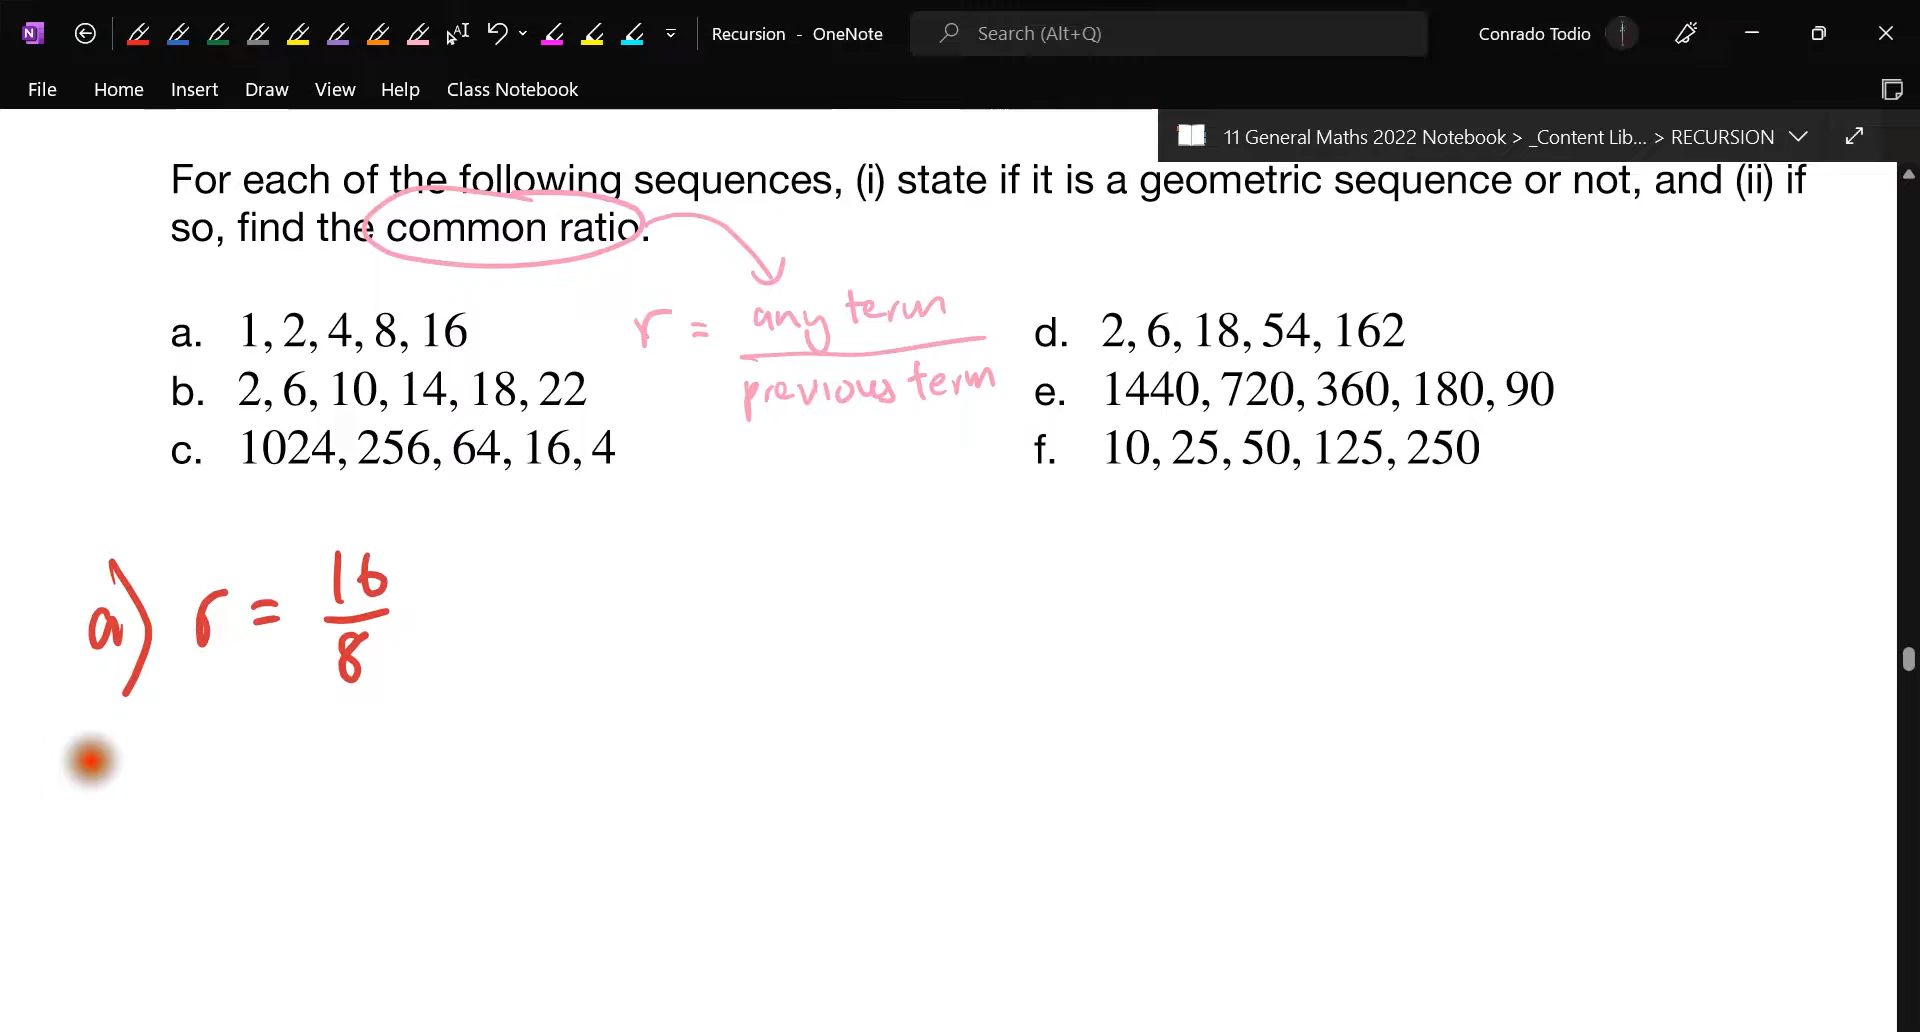 Recursion - OneNote
Search (Alt+Q)
Conrado Todio
File Home Insert Draw View Help Class Notebook
11 General Maths 2022 Notebook > _Content Lib... > RECURSION
For each of the following sequences, (i) state if it is a geometric sequence or not, and (ii) if
so, find the common ratio.
a. 1, 2, 4, 8, 16
b. 2, 6, 10, 14, 18, 22
c. 1024, 256, 64, 16, 4
r = any term
previous term
d. 2, 6, 18, 54, 162
e. 1440, 720, 360, 180, 90
f. 10, 25, 50, 125, 250
a) r = 16
8